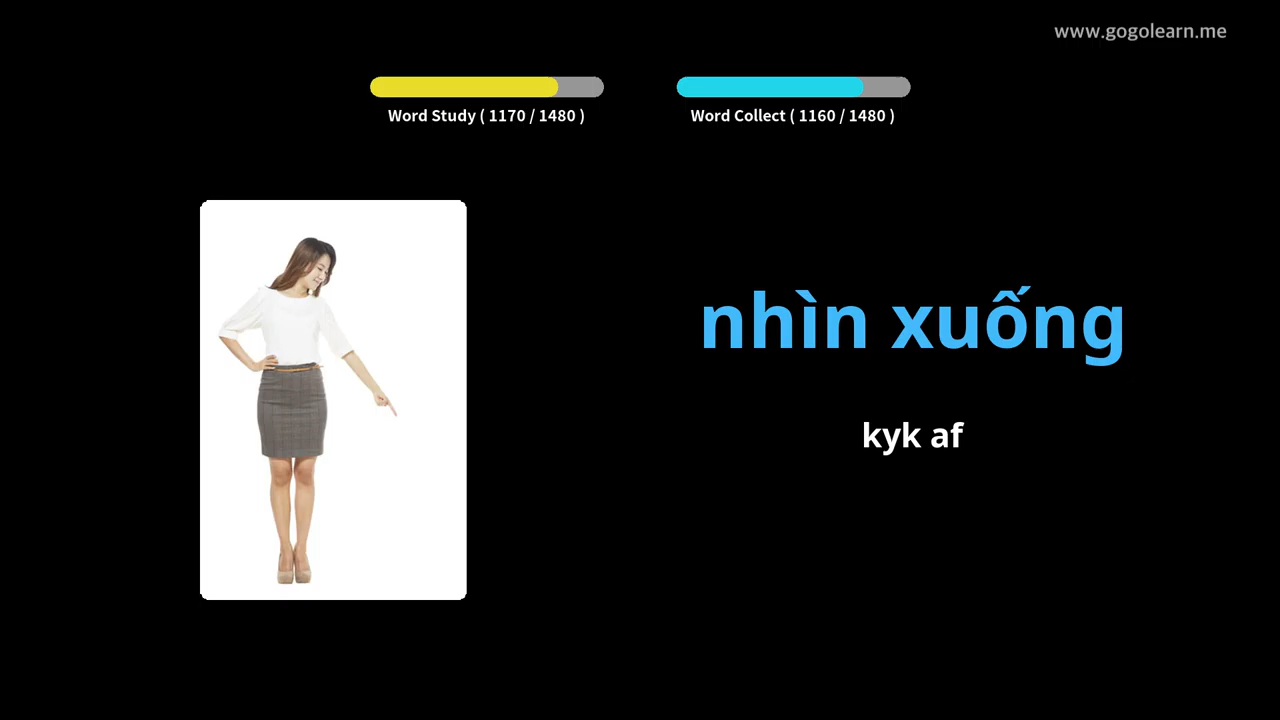 www.gogolearn.me
Word Study ( 1170 / 1480 )
Word Collect ( 1160 / 1480 )
nhìn xuống
kyk af